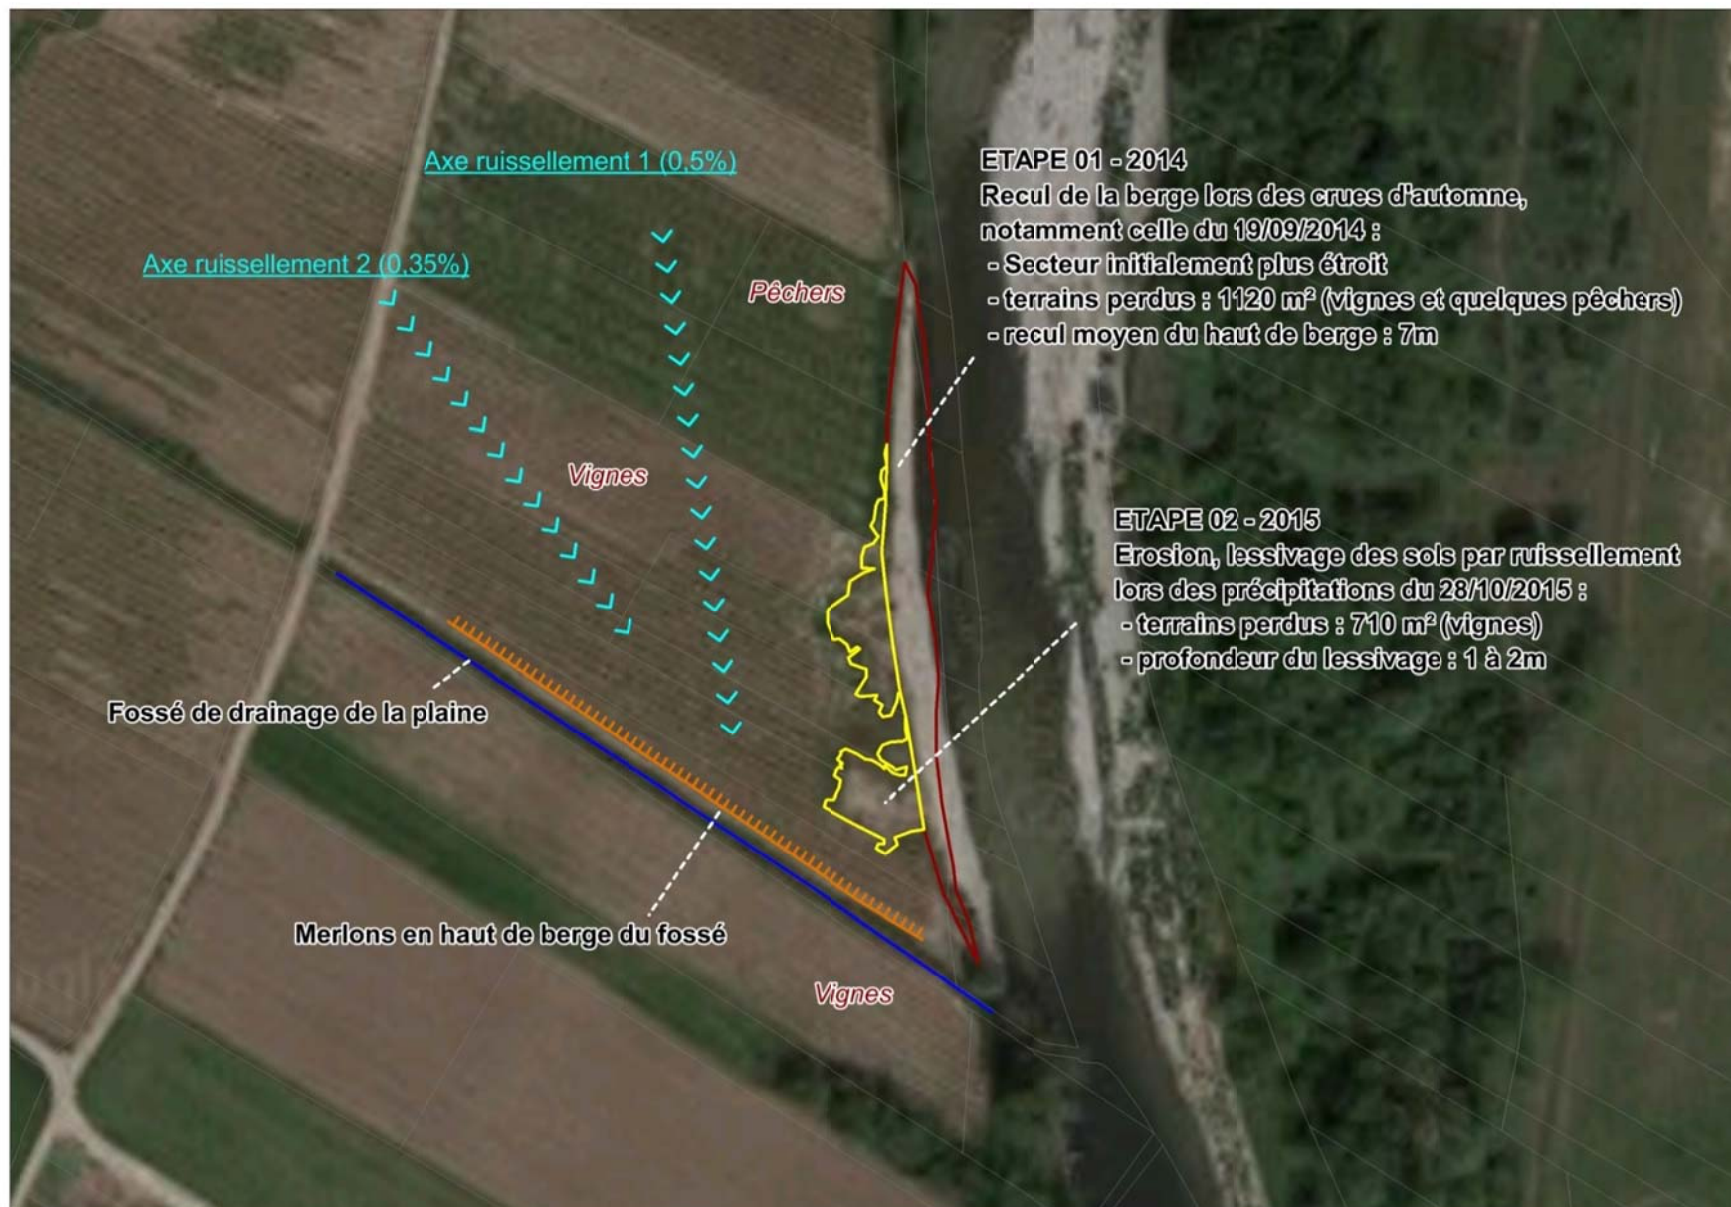 Axe ruissellement 1 (0,5%)
Axe ruissellement 2 (0,35%)
Pêchers
ETAPE 01 - 2014
Recul de la berge lors des crues d'automne,
notamment celle du 19/09/2014 :
- Secteur initialement plus étroit
- terrains perdus : 1120 m² (vignes et quelques pêchers)
- recul moyen du haut de berge : 7m
Vignes
ETAPE 02 - 2015
Erosion, lessivage des sols par ruissellement
lors des précipitations du 28/10/2015 :
- terrains perdus : 710 m² (vignes)
- profondeur du lessivage : 1 à 2m
Fossé de drainage de la plaine
Merlons en haut de berge du fossé
Vignes